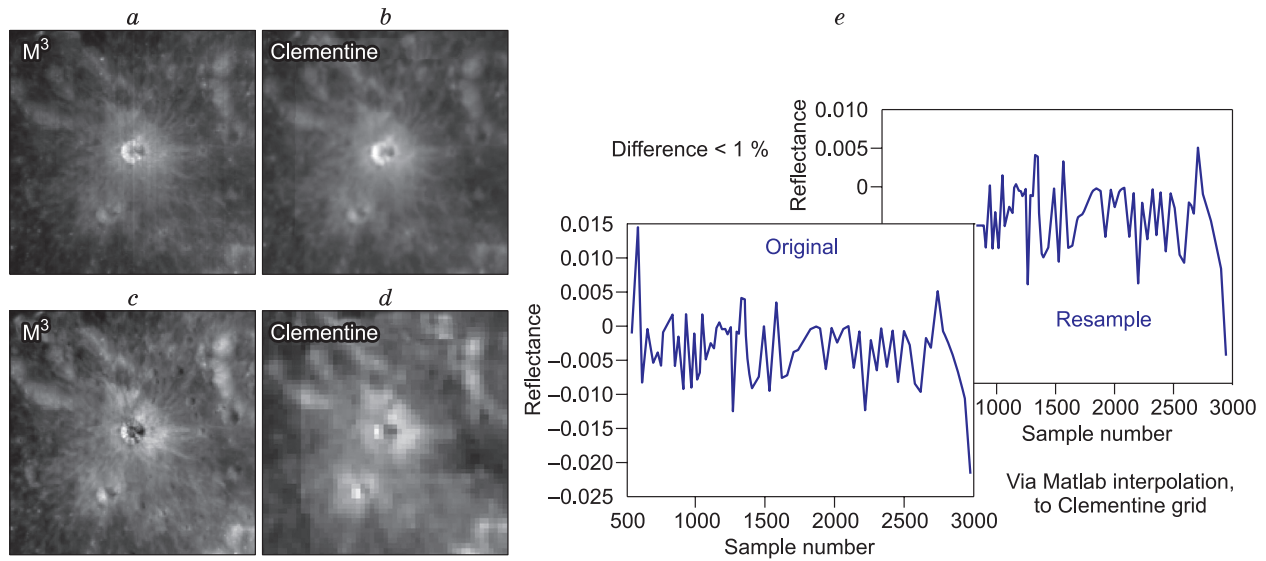 a
b
e
M³
Clementine
c
d
M³
Clementine
Difference < 1 %
Reflectance
0.010
0.005
0
Resample
1000
1500
2000
2500
3000
Sample number
Via Matlab interpolation,
to Clementine grid
Reflectance
0.015
0.010
0.005
0
−0.005
−0.010
−0.015
−0.020
−0.025
Original
500
1000
1500
2000
2500
3000
Sample number